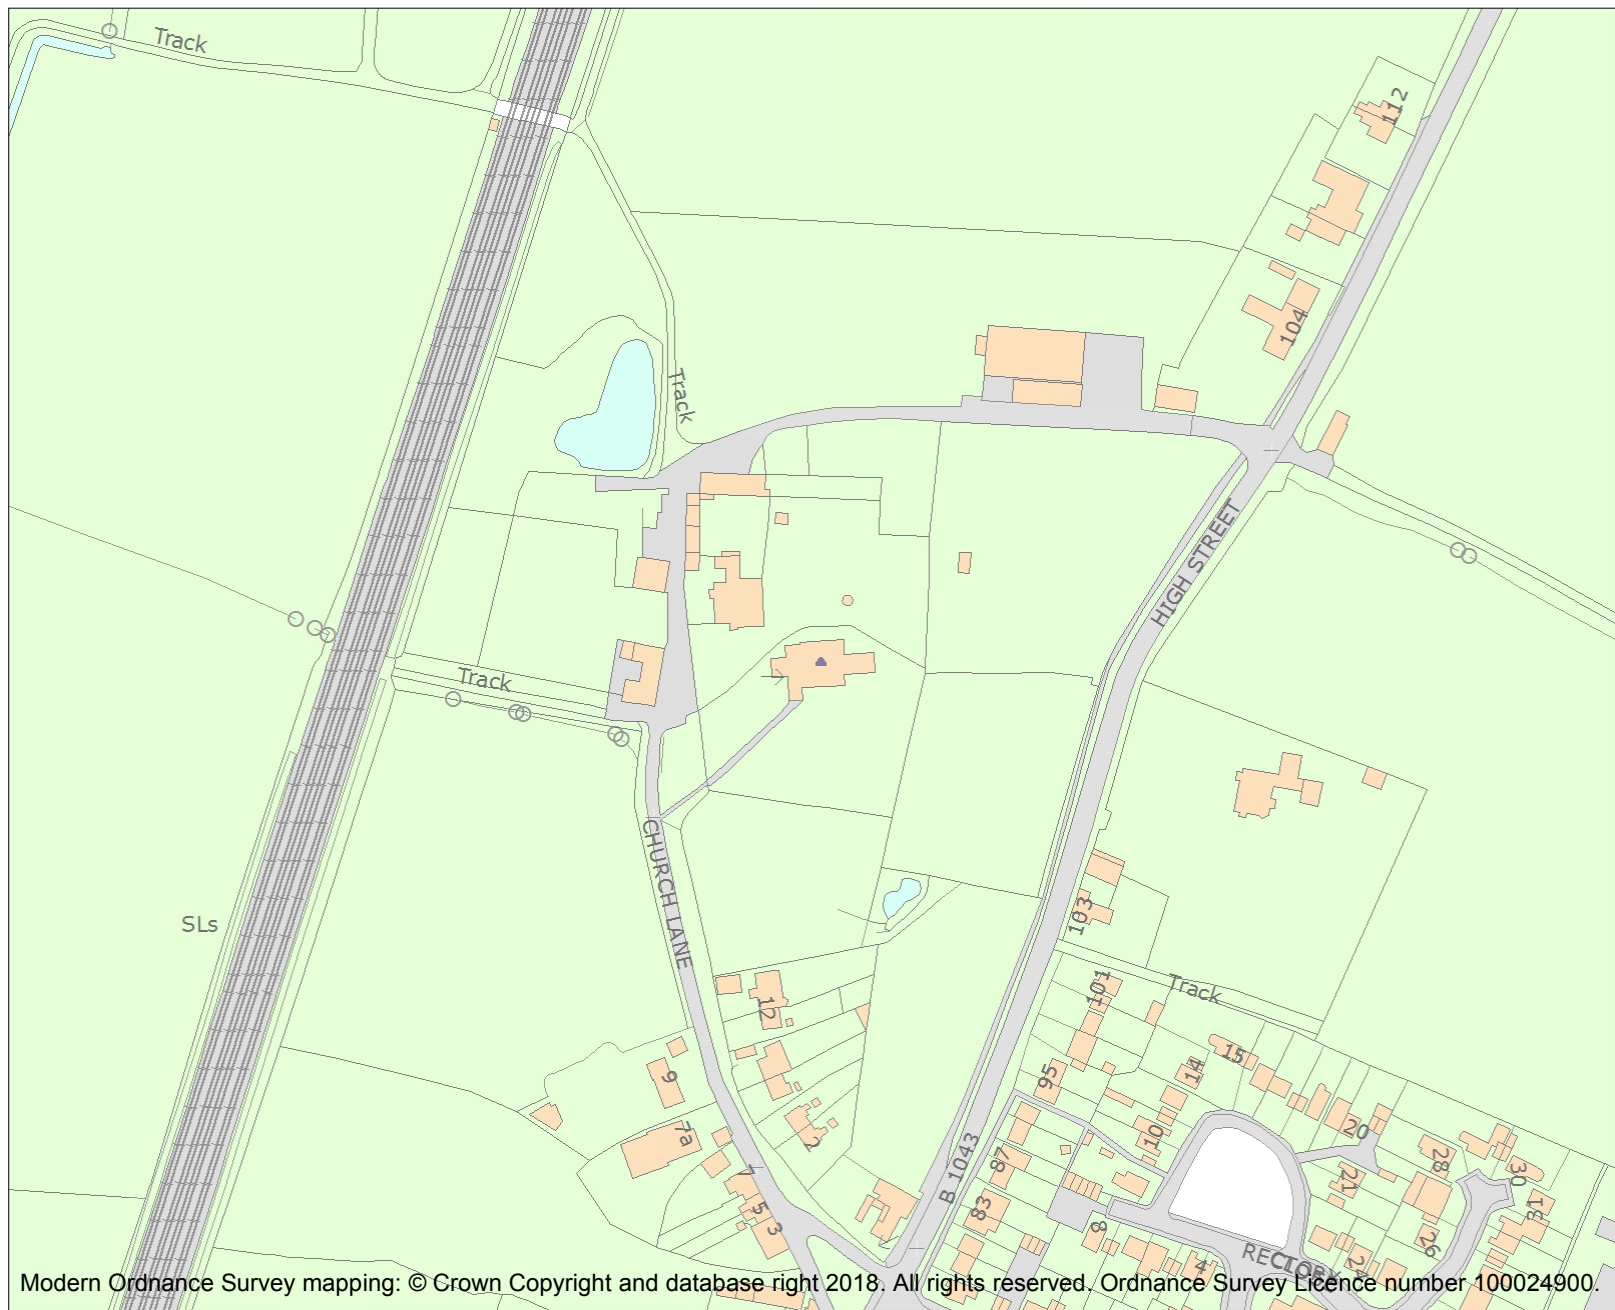 Track
112
104
Track
HIGH STREET
Track
CHURCH LANE
SLs
103
Track
101
12
15
14
95
9
20
7a
10
2
B 1043
87
28
30
7
21
83
5
31
3
8
26
RECTORY
24
4
Modern Ordnance Survey mapping: © Crown Copyright and database right 2018. All rights reserved. Ordnance Survey Licence number 100024900.